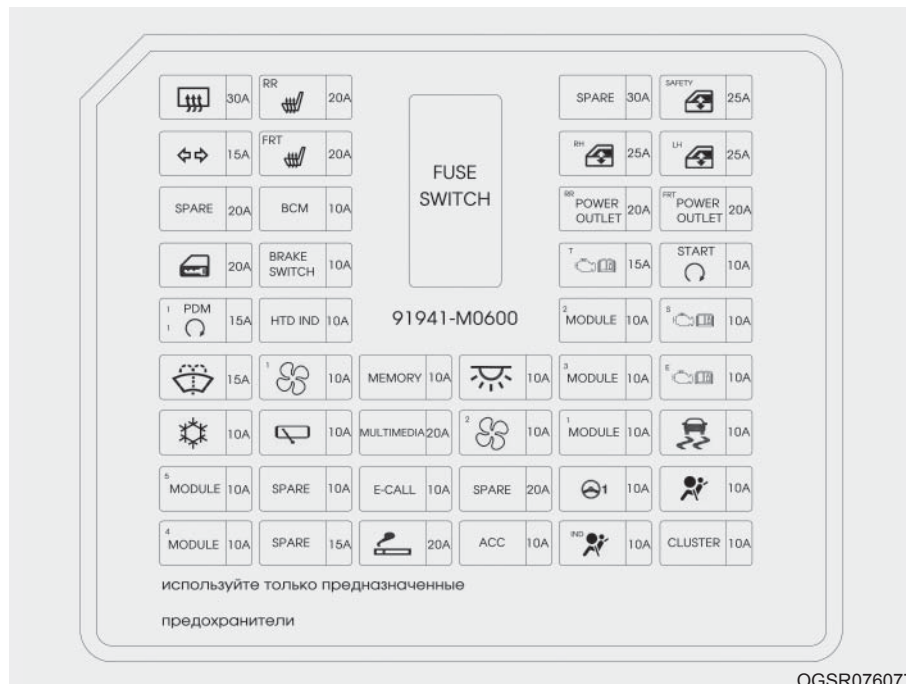 30A RR 20A SPARE 30A SAFETY 25A
15A FRT 20A RH 25A LH 25A
FUSE
SWITCH
SPARE 20A BCM 10A RR POWER OUTLET 20A FRT POWER OUTLET 20A
20A BRAKE SWITCH 10A T 15A START 10A
1 PDM 1 15A HTD IND 10A 91941-M0600 2 MODULE 10A S 10A
15A 1 10A MEMORY 10A 10A 3 MODULE 10A E 10A
10A 10A MULTIMEDIA 20A 2 10A 1 MODULE 10A 10A
5 MODULE 10A SPARE 10A E-CALL 10A SPARE 20A 1 10A 10A
4 MODULE 10A SPARE 15A 20A ACC 10A IND 10A CLUSTER 10A
используйте только предназначенные
предохранители